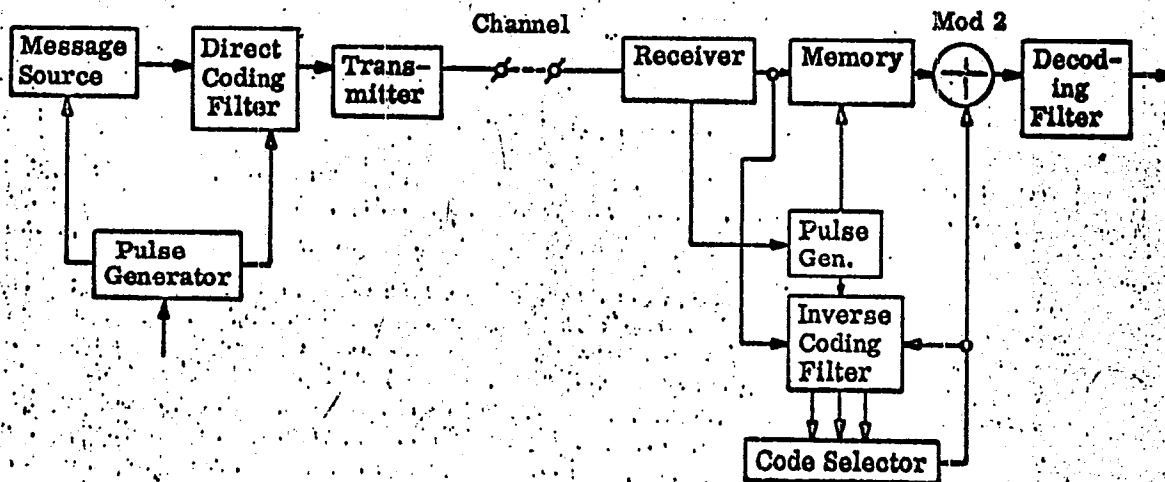 Channel
Mod 2
Message
Source
Direct
Coding
Filter
Trans-
mitter
Receiver
Memory
Decod-
ing
Filter
Pulse
Generator
Pulse
Gen.
Inverse
Coding
Filter
Code Selector